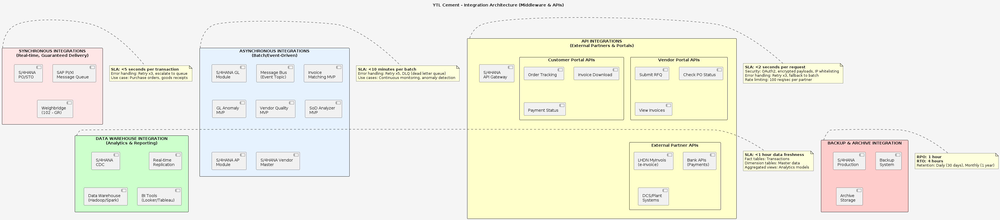 YTL Cement - Integration Architecture (Middleware & APIs)
SYNCHRONOUS INTEGRATIONS
(Real-time, Guaranteed Delivery)
S/4HANA
PO/STO
SAP PI/XI
Message Queue
Weighbridge
(102 - GR)
SLA: <5 seconds per transaction
Error handling: Retry x3, escalate to queue
Use case: Purchase orders, goods receipts
ASYNCHRONOUS INTEGRATIONS
(Batch/Event-Driven)
S/4HANA GL
Module
Message Bus
(Event Topic)
Invoice
Matching MVP
GL Anomaly
MVP
Vendor Quality
MVP
SoD Analyzer
MVP
S/4HANA AP
Module
S/4HANA Vendor
Master
SLA: <10 minutes per batch
Error handling: Retry x5, DLQ (dead letter queue)
Use cases: Continuous monitoring, anomaly detection
API INTEGRATIONS
(External Partners & Portals)
S/4HANA
API Gateway
Customer Portal APIs
Order Tracking
Invoice Download
Payment Status
Vendor Portal APIs
Submit RFQ
Check PO Status
View Invoices
External Partner APIs
LHDN MyInvois
(e-Invoice)
Bank APIs
(Payments)
DCS/Plant
Systems
SLA: <2 seconds per request
Security: OAuth2, encrypted payloads, IP whitelisting
Error handling: Retry x3, fallback to batch
Rate limiting: 100 req/sec per partner
DATA WAREHOUSE INTEGRATION
(Analytics & Reporting)
S/4HANA
CDC
Real-time
Replication
Data Warehouse
(Hadoop/Spark)
BI Tools
(Looker/Tableau)
SLA: <1 hour data freshness
Fact tables: Transactions
Dimension tables: Master data
Aggregated views: Analytics models
BACKUP & ARCHIVE INTEGRATION
S/4HANA
Production
Backup
System
Archive
Storage
RPO: 1 hour
RTO: 4 hours
Retention: Daily (30 days), Monthly (1 year)